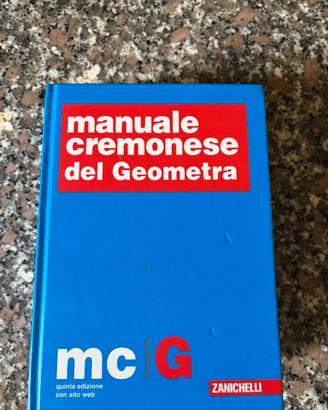 manuale
cremonese
del Geometra
mc|G
quinta edizione
con sito web
ZANICHELLI